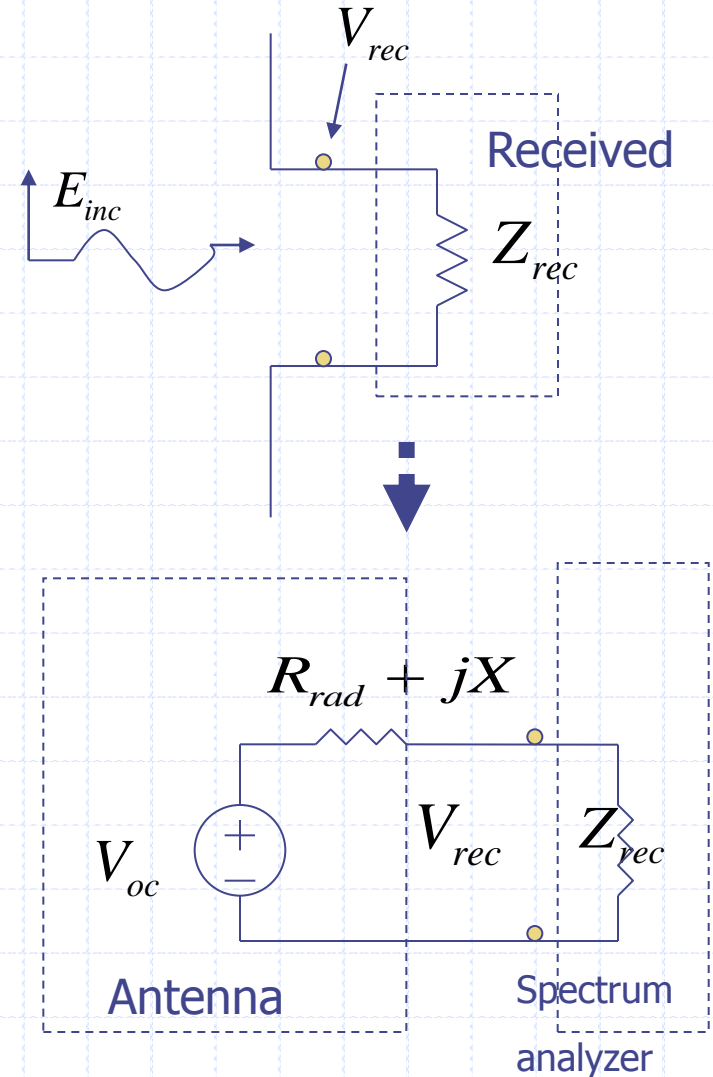 V_rec
Received
E_inc
Z_rec
R_rad + jX
V_oc
+
−
V_rec
Z_rec
Antenna
Spectrum
analyzer